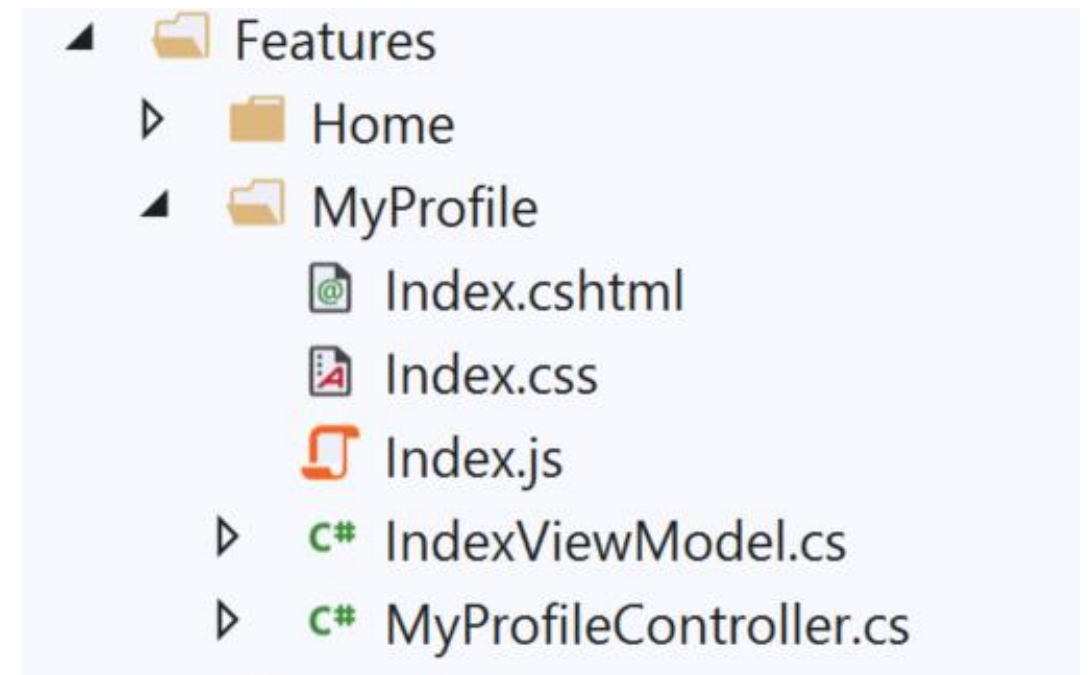 Features
Home
MyProfile
Index.cshtml
Index.css
Index.js
C# IndexViewModel.cs
C# MyProfileController.cs